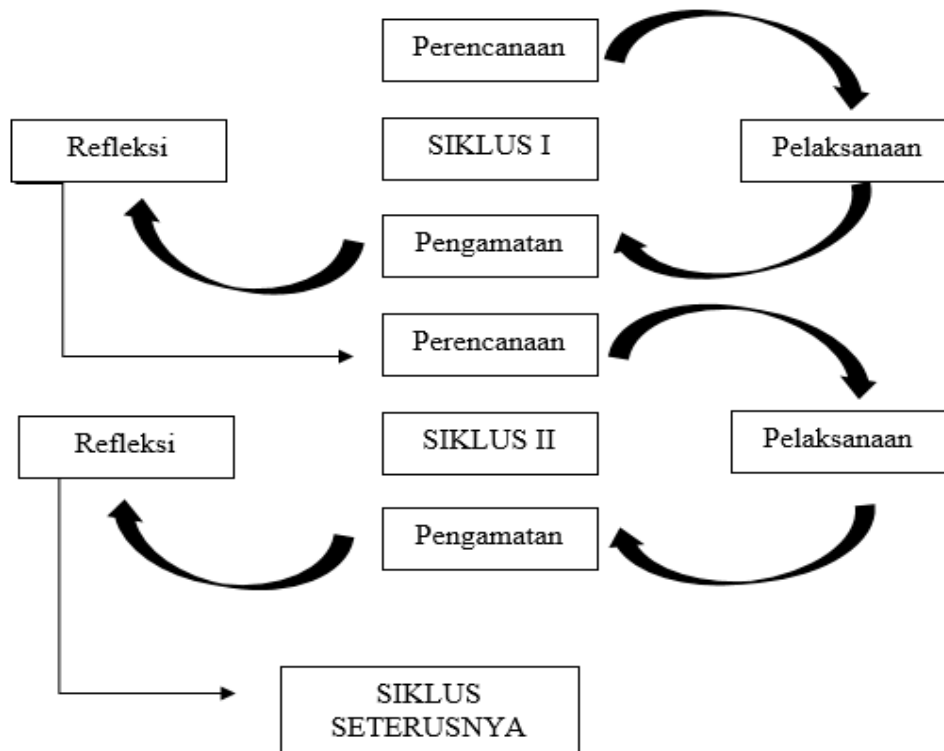 Perencanaan
Refleksi
SIKLUS I
Pelaksanaan
Pengamatan
Perencanaan
Refleksi
SIKLUS II
Pelaksanaan
Pengamatan
SIKLUS
SETERUSNYA